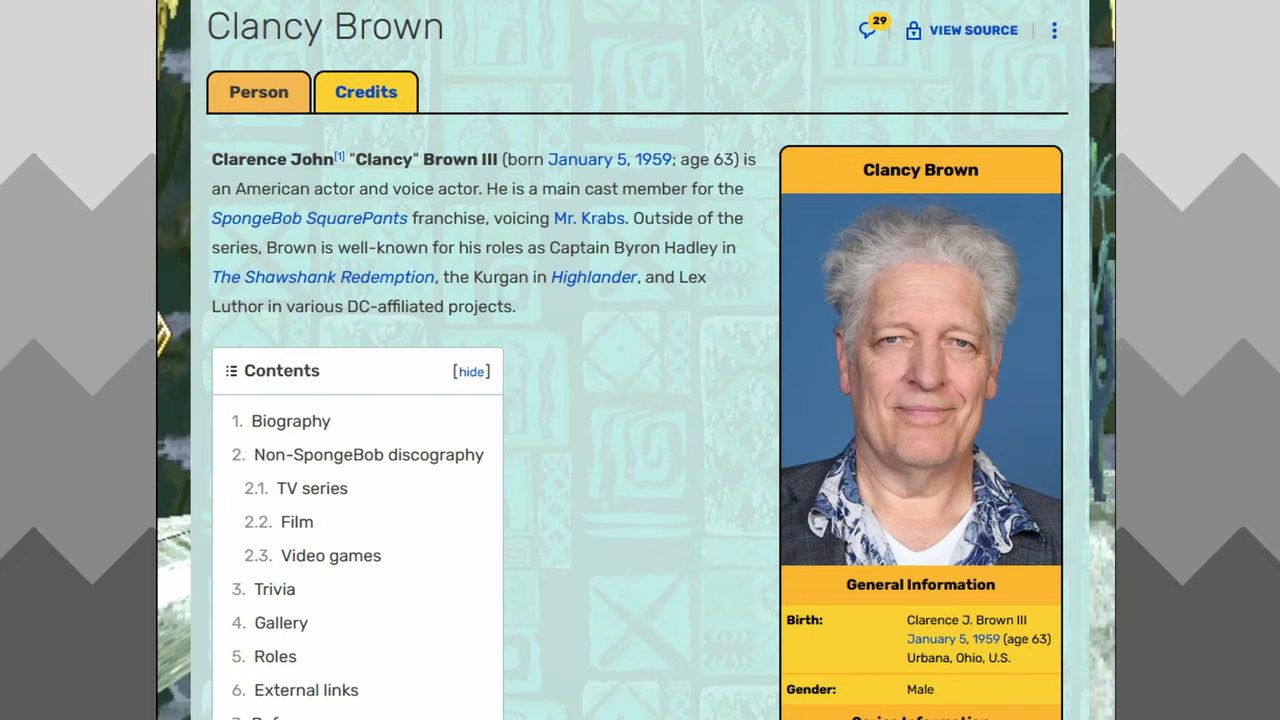 Clancy Brown
29
VIEW SOURCE
Person
Credits
Clarence John[1] "Clancy" Brown III (born January 5, 1959; age 63) is
an American actor and voice actor. He is a main cast member for the
SpongeBob SquarePants franchise, voicing Mr. Krabs. Outside of the
series, Brown is well-known for his roles as Captain Byron Hadley in
The Shawshank Redemption, the Kurgan in Highlander, and Lex
Luthor in various DC-affiliated projects.
Contents [hide]
1. Biography
2. Non-SpongeBob discography
2.1. TV series
2.2. Film
2.3. Video games
3. Trivia
4. Gallery
5. Roles
6. External links
Clancy Brown
General Information
Birth: Clarence J. Brown III
January 5, 1959 (age 63)
Urbana, Ohio, U.S.
Gender: Male